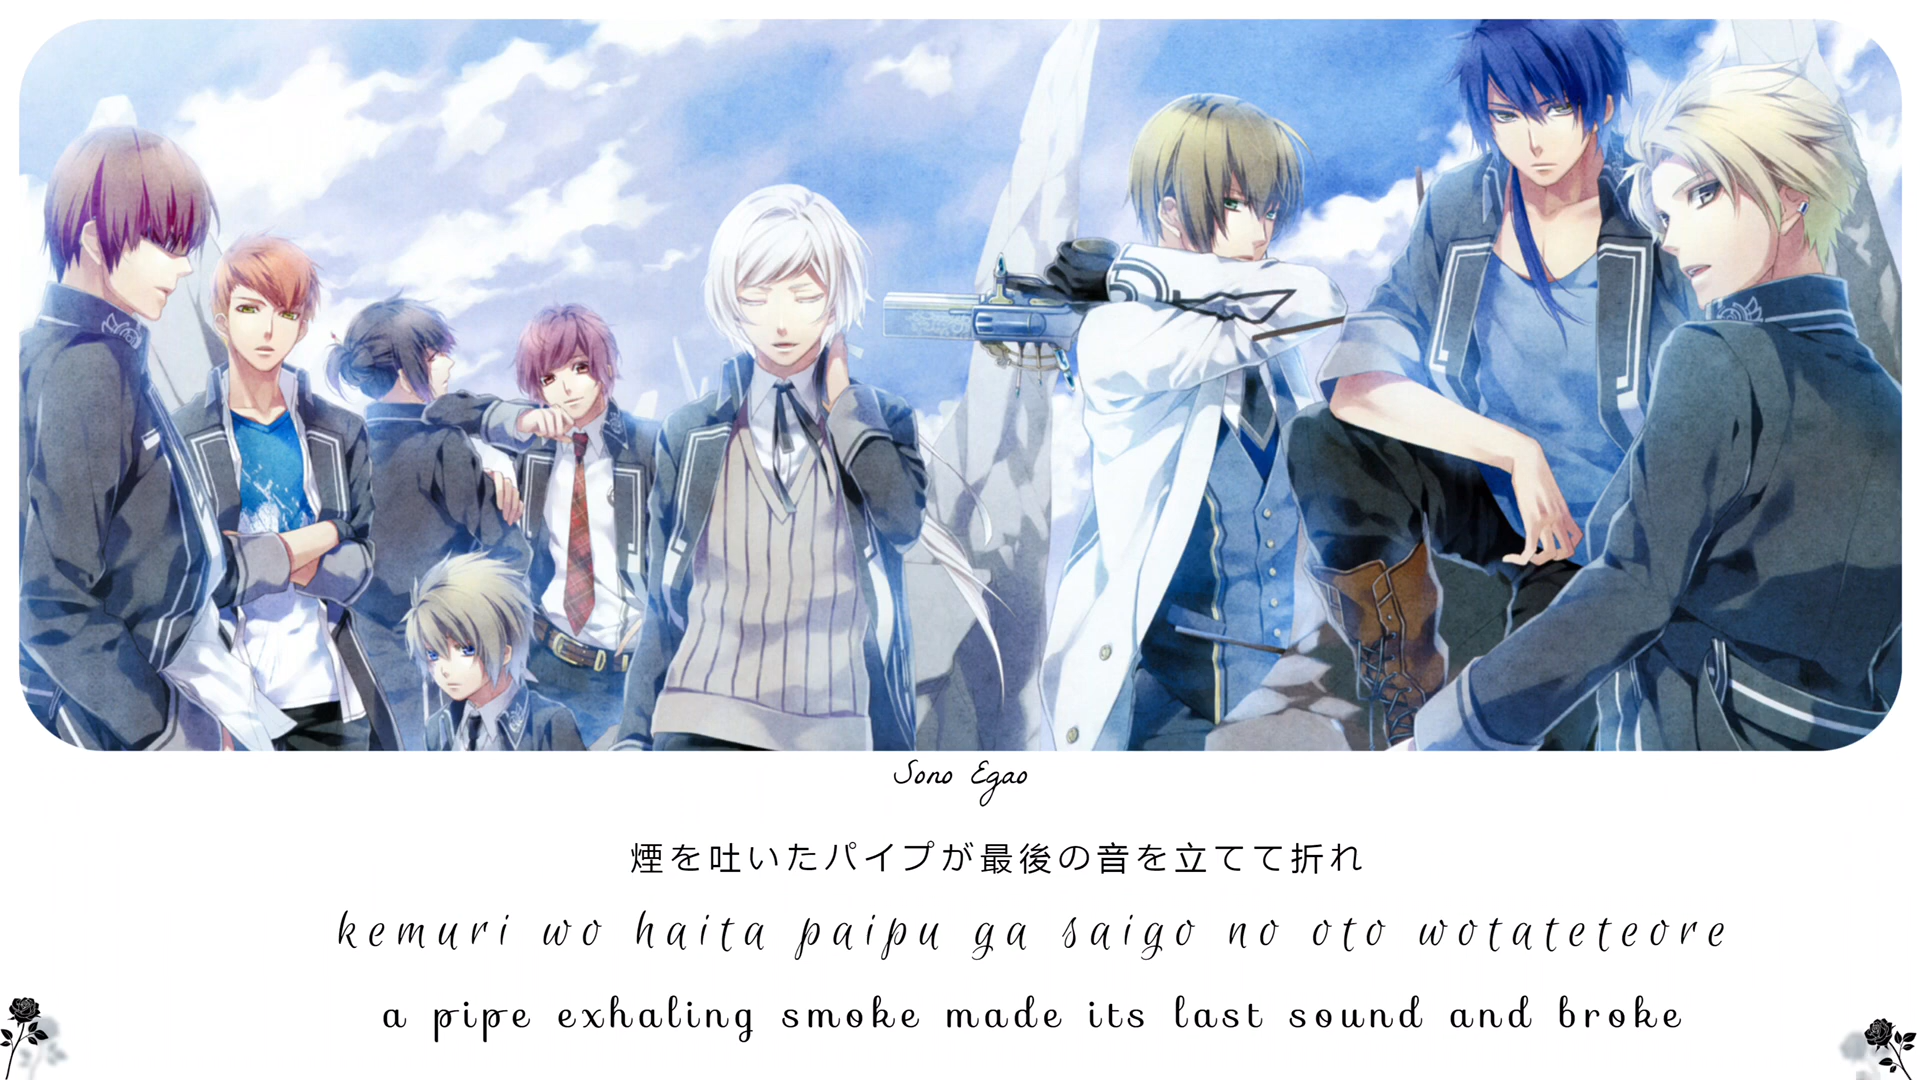 Sono Egao
煙を吐いたパイプが最後の音を立てて折れ
kemuri wo haita paipu ga saigo no oto wotateteore
a pipe exhaling smoke made its last sound and broke